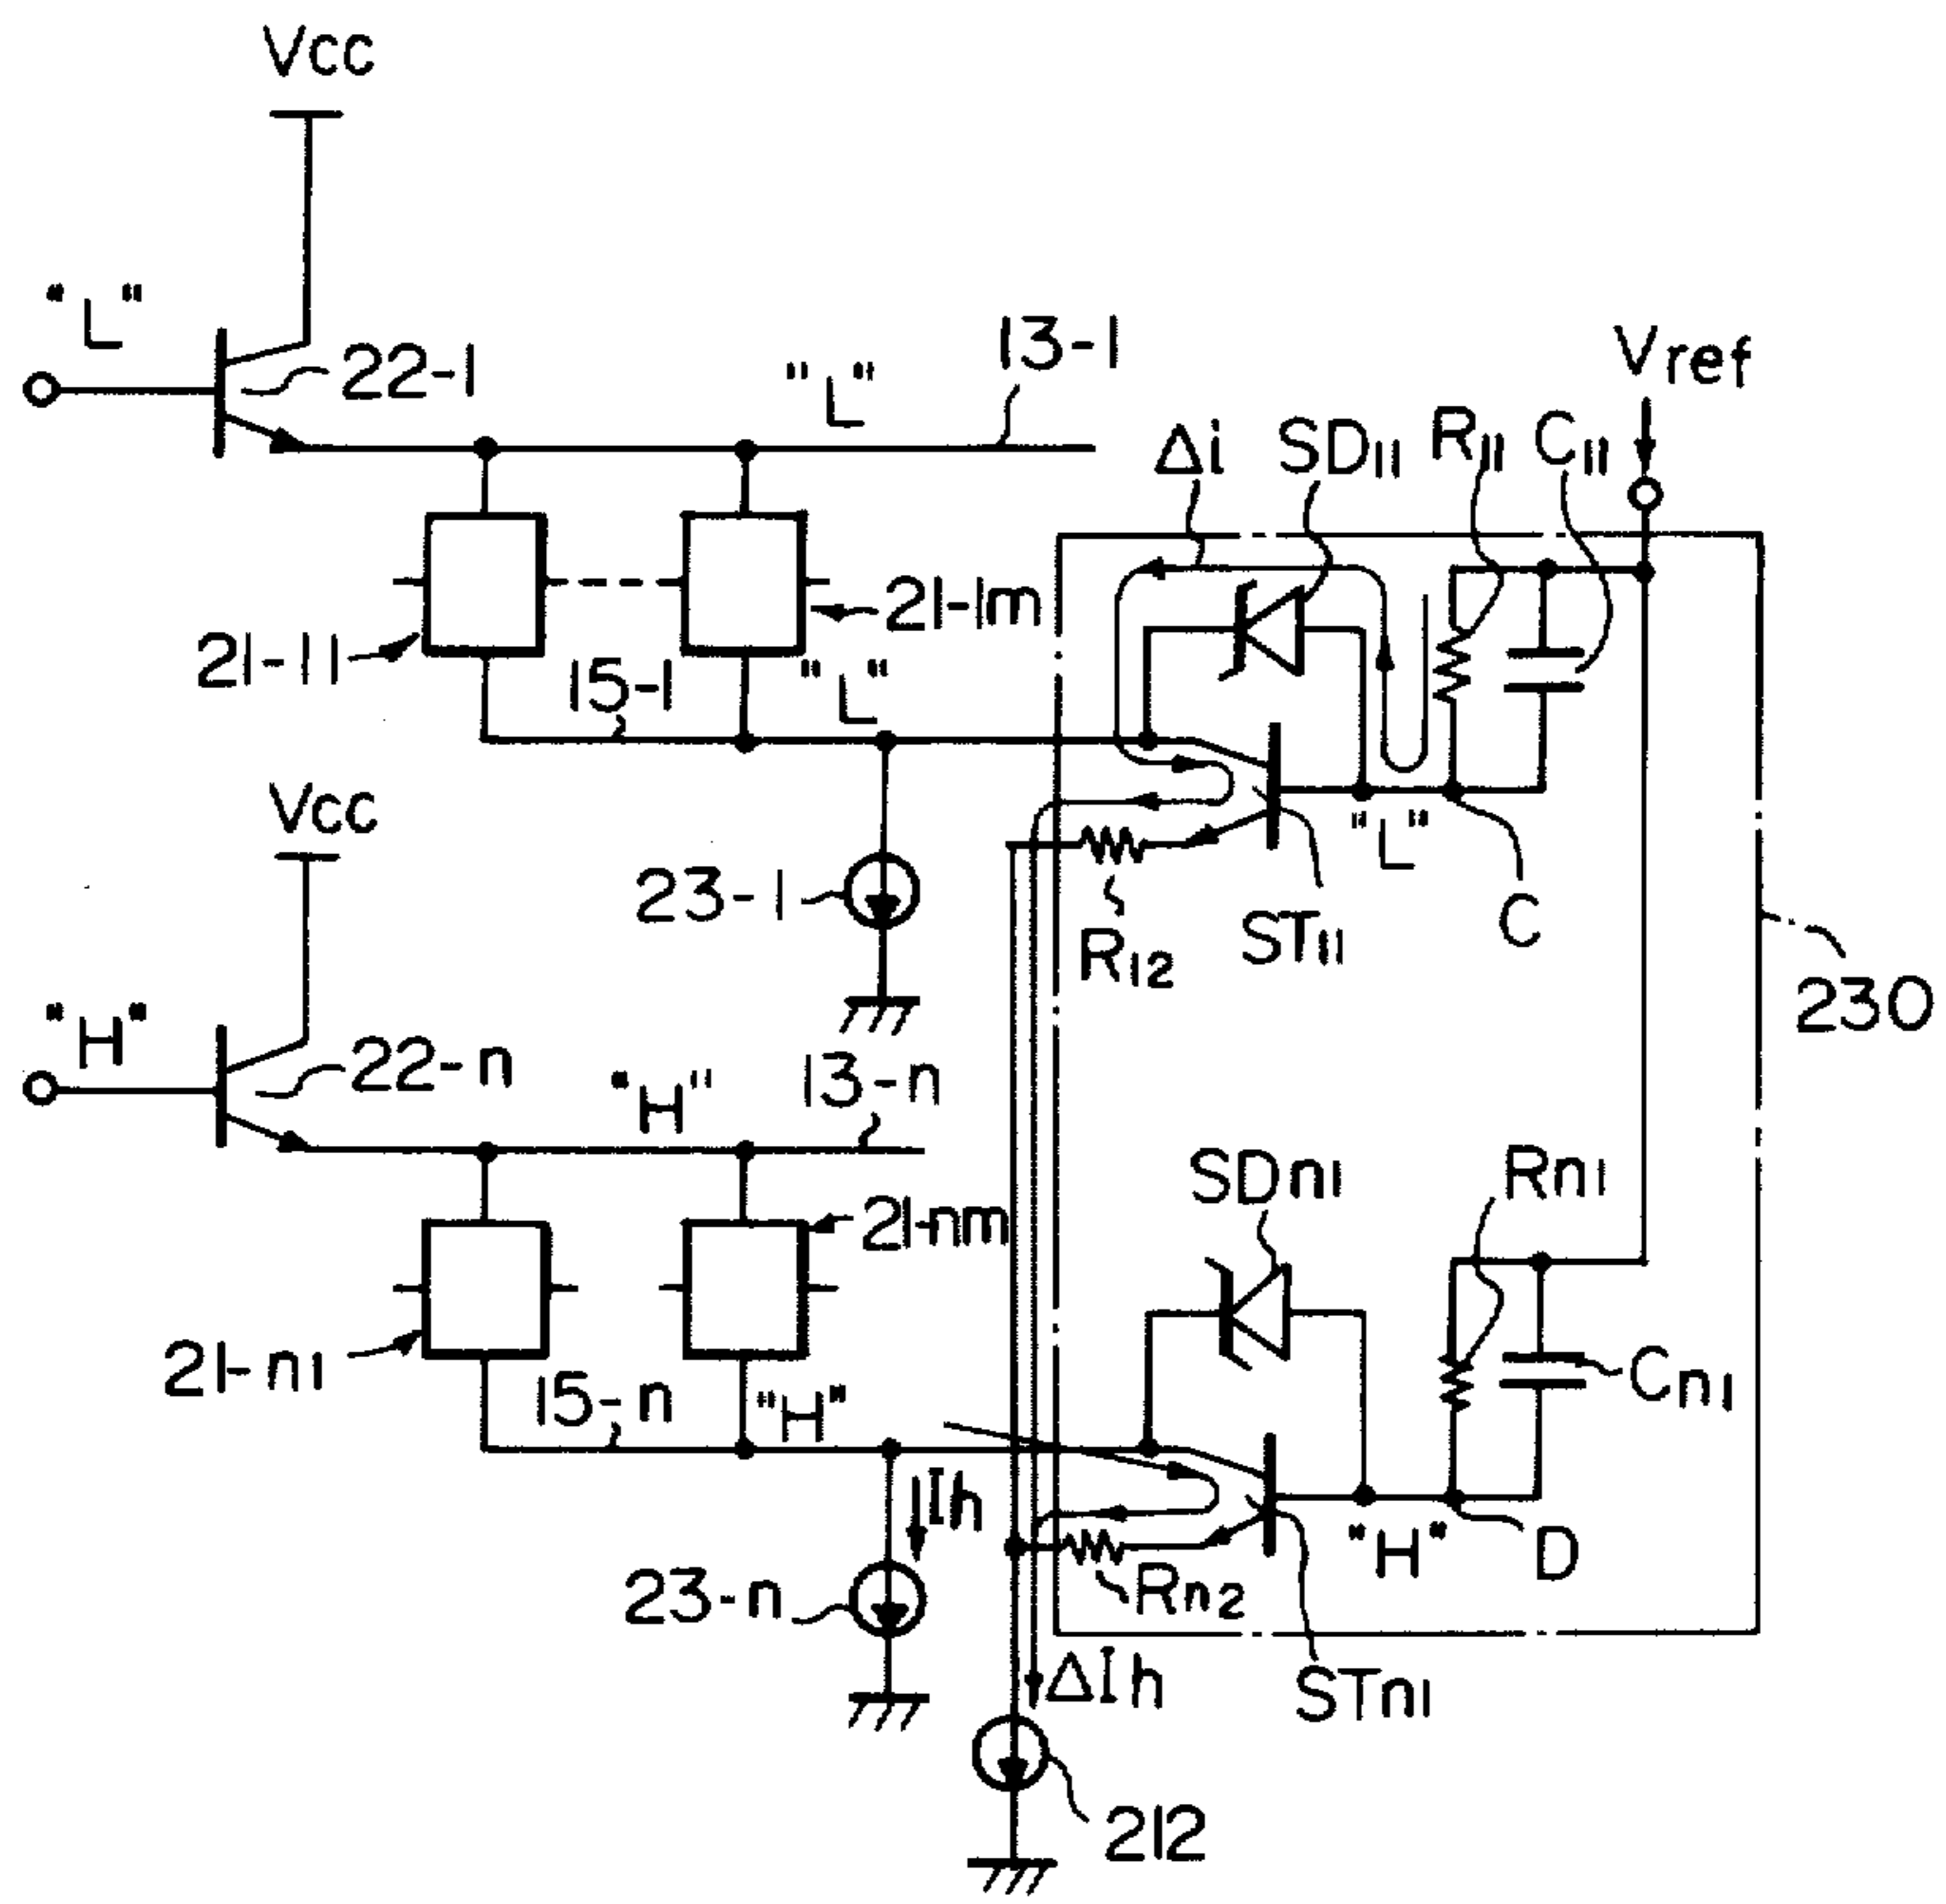 Vcc
"L"
22-1
"L"
13-1
Vref
Δi
SD11
R11
C11
21-11
21-1m
15-1
"L"
"L"
23-1
R12
ST11
C
230
Vcc
"H"
22-n
"H"
13-n
21-nm
SDn1
Rn1
21-n1
15-n
"H"
Cn1
Ih
"H"
D
23-n
Rn2
ΔIh
STn1
212